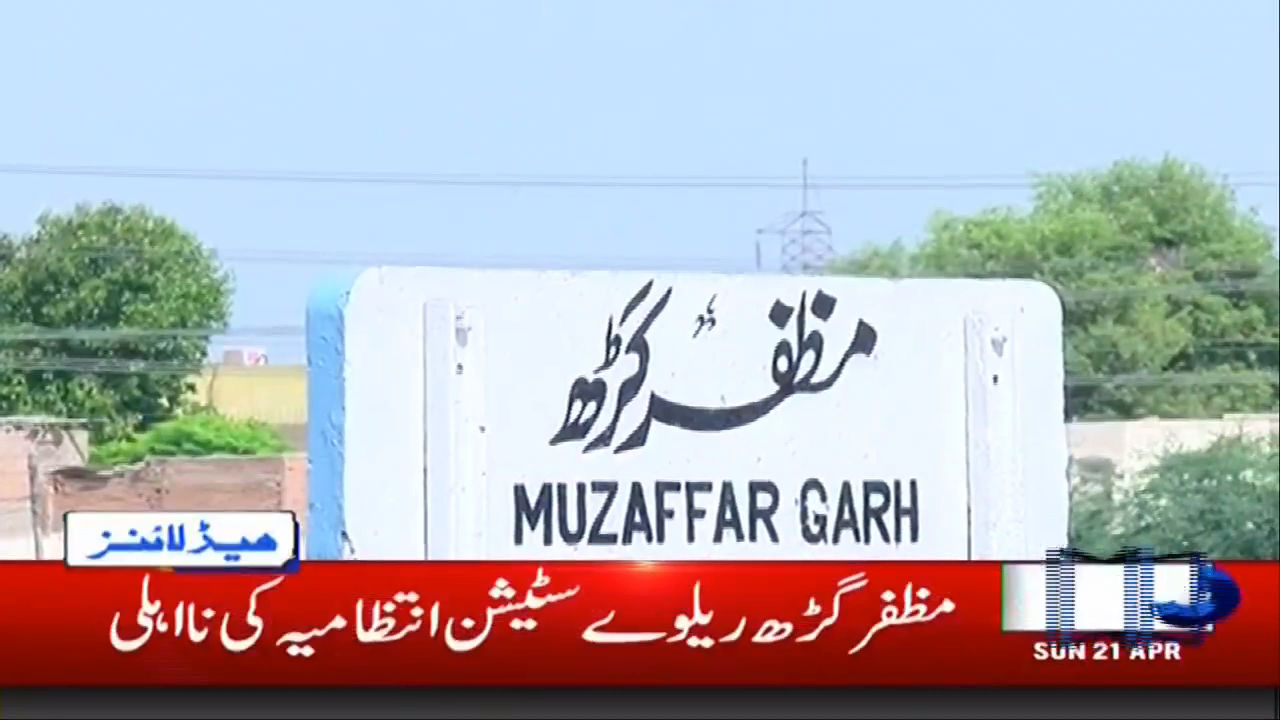 مظفر گڑھ
MUZAFFAR GARH
ہیڈ لائنز
مظفر گڑھ ریلوے سٹیشن انتظامیہ کی نااہلی
SUN 21 APR